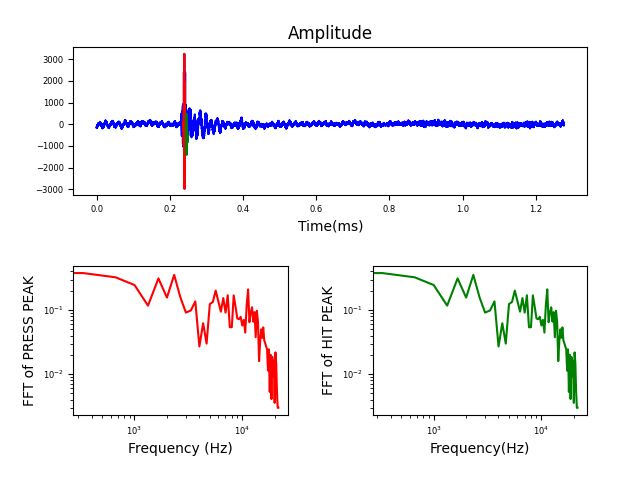 Amplitude
3000
2000
1000
0
−1000
−2000
−3000
0.0 0.2 0.4 0.6 0.8 1.0 1.2
Time(ms)
FFT of PRESS PEAK
10⁻¹
10⁻²
10³ 10⁴
Frequency (Hz)
FFT of HIT PEAK
10⁻¹
10⁻²
10³ 10⁴
Frequency(Hz)